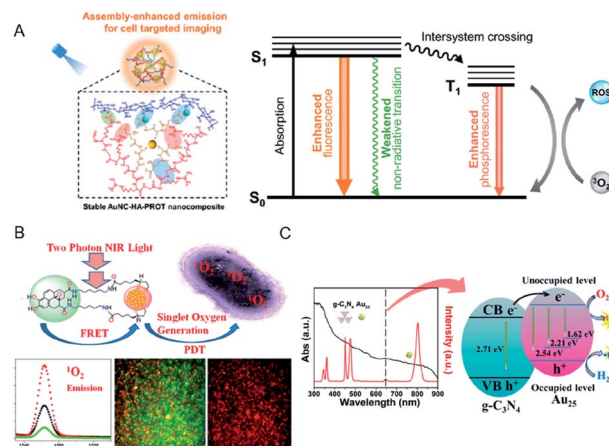 A
Assembly-enhanced emission
for cell targeted imaging
Stable AuNC-HA-PROT nanocomposite
Absorption
S1
S0
Enhanced
fluorescence
Weakened
non-radiative transition
Intersystem crossing
T1
Enhanced
phosphorescence
ROS
³O₂
B
Two Photon NIR Light
FRET
Singlet Oxygen
Generation
PDT
¹O₂
¹O₂
¹O₂
¹O₂
Emission
C
Abs (a.u.)
Intensity (a.u.)
g-C₃N₄ Au₂₅
300 400 500 600 700 800 900
(nm)
CB e⁻
e⁻
Unoccupied level
e⁻
O₂
2.71 eV
1.62 eV
2.21 eV
2.54 eV
VB h⁺
h⁺
Occupied level
g-C₃N₄
Au₂₅